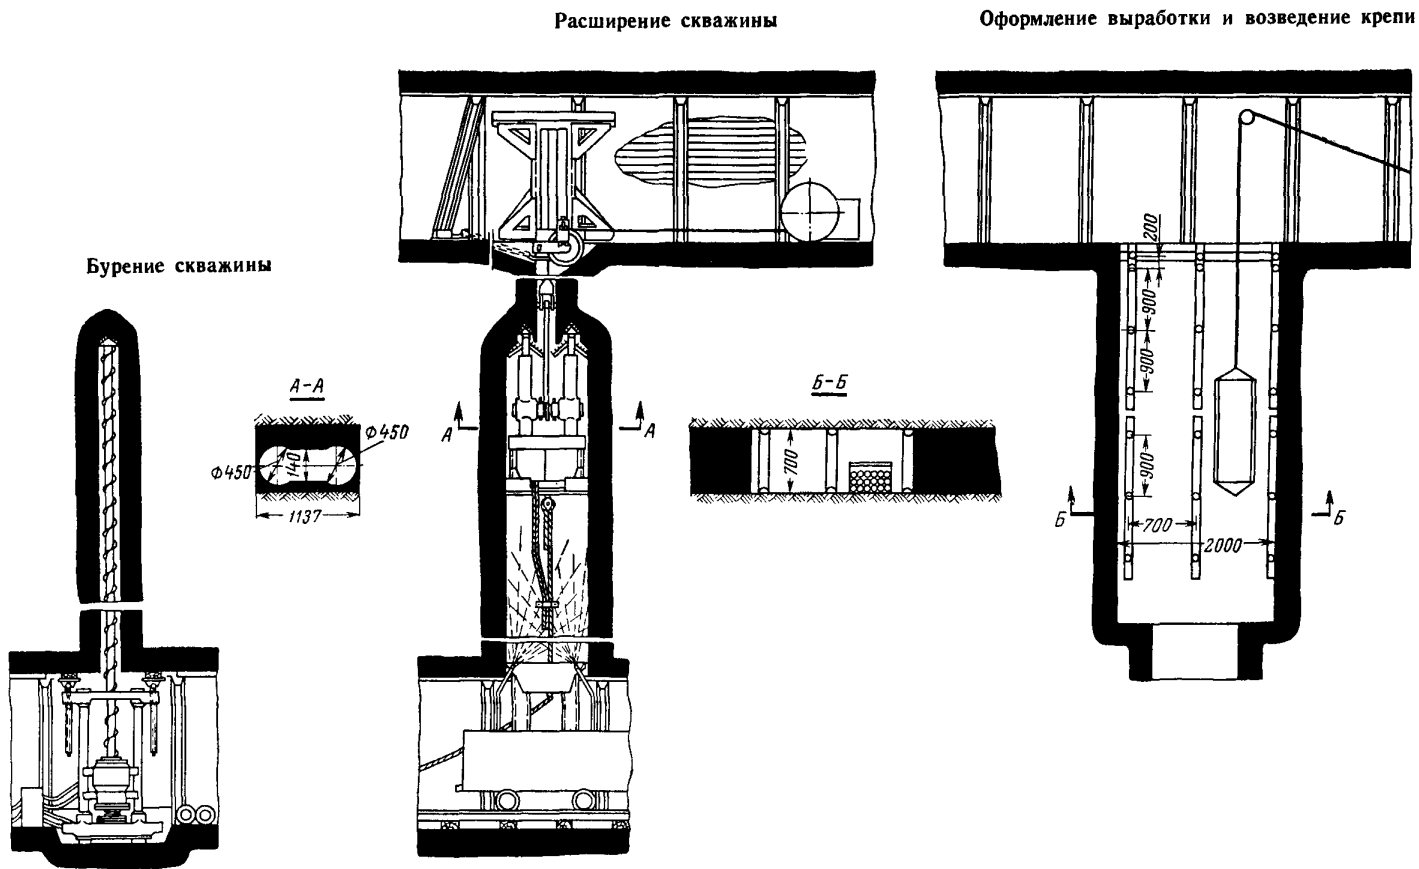 Расширение скважины
Оформление выработки и возведение крепи
Бурение скважины
А-А
Ф450
Ф450
140
1137
А
А
Б-Б
700
200
900
900
900
Б
Б
700
2000